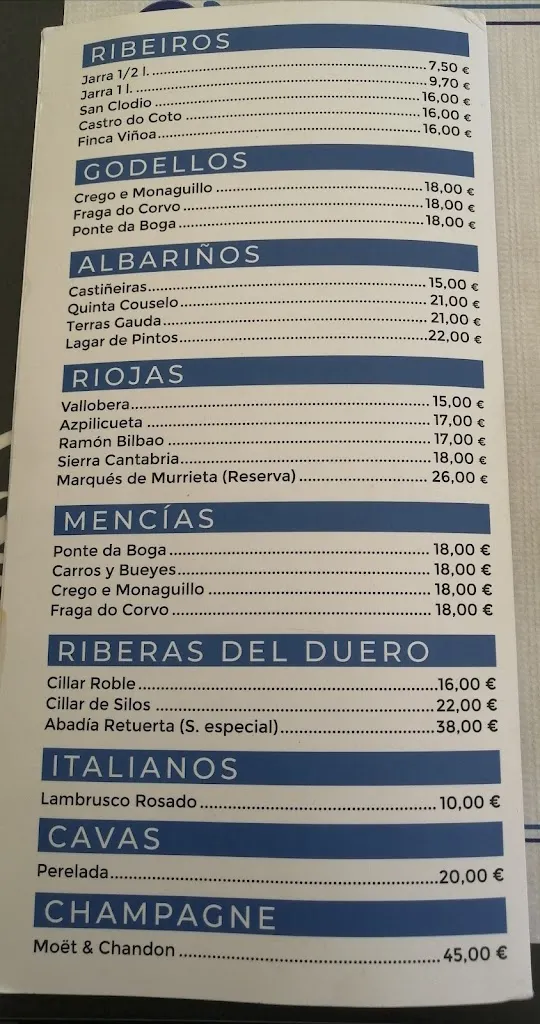 RIBEIROS
Jarra 1/2 l. 7,50 €
Jarra 1 l. 9,70 €
San Clodio 16,00 €
Castro do Coto 16,00 €
Finca Viñoa 16,00 €
GODELLOS
Crego e Monaguillo 18,00 €
Fraga do Corvo 18,00 €
Ponte da Boga 18,00 €
ALBARIÑOS
Castiñeiras 15,00 €
Quinta Couselo 21,00 €
Terras Gauda 21,00 €
Lagar de Pintos 22,00 €
RIOJAS
Vallobera 15,00 €
Azpilicueta 17,00 €
Ramón Bilbao 17,00 €
Sierra Cantabria 18,00 €
Marqués de Murrieta (Reserva) 26,00 €
MENCÍAS
Ponte da Boga 18,00 €
Carros y Bueyes 18,00 €
Crego e Monaguillo 18,00 €
Fraga do Corvo 18,00 €
RIBERAS DEL DUERO
Cillar Roble 16,00 €
Cillar de Silos 22,00 €
Abadía Retuerta (S. especial) 38,00 €
ITALIANOS
Lambrusco Rosado 10,00 €
CAVAS
Perelada 20,00 €
CHAMPAGNE
Moët & Chandon 45,00 €